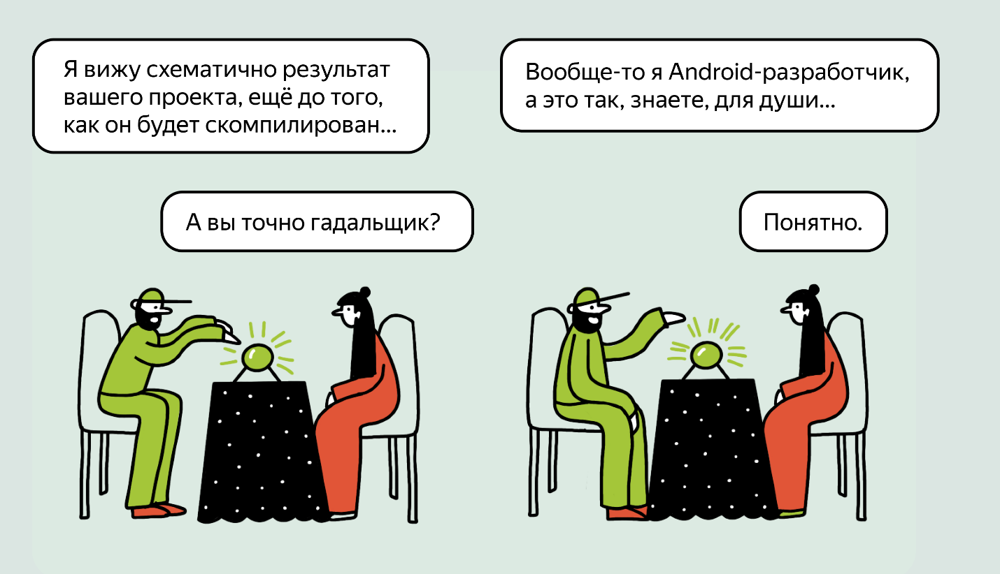 Я вижу схематично результат
вашего проекта, ещё до того,
как он будет скомпилирован...
А вы точно гадальщик?
Вообще-то я Android-разработчик,
а это так, знаете, для души...
Понятно.